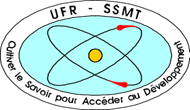 UFR - SSMT
Cultiver le Savoir pour Accéder au Développement